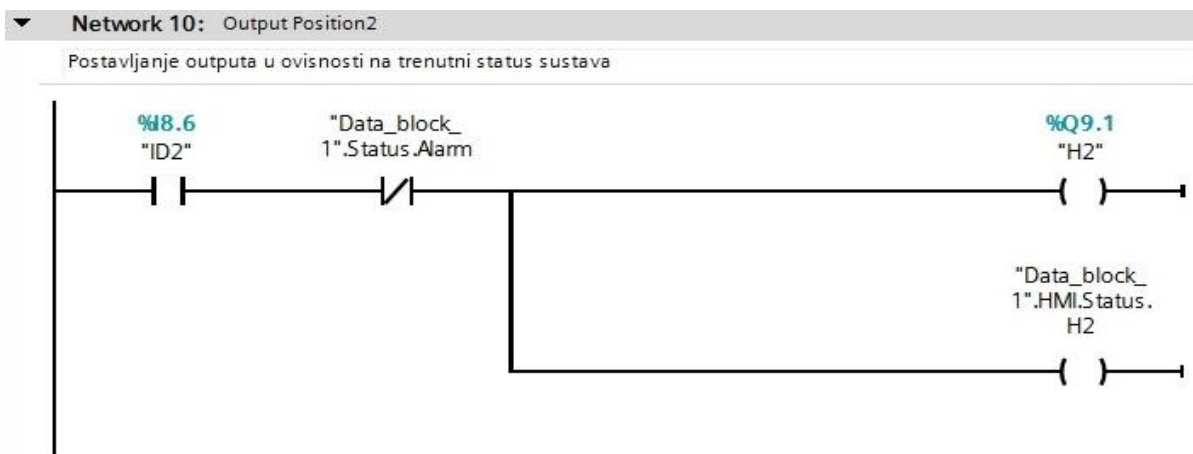 Network 10: Output Position2
Postavljanje outputa u ovisnosti na trenutni status sustava
%I8.6
"ID2"
"Data_block_
1".Status.Alarm
%Q9.1
"H2"
"Data_block_
1".HMI.Status.
H2